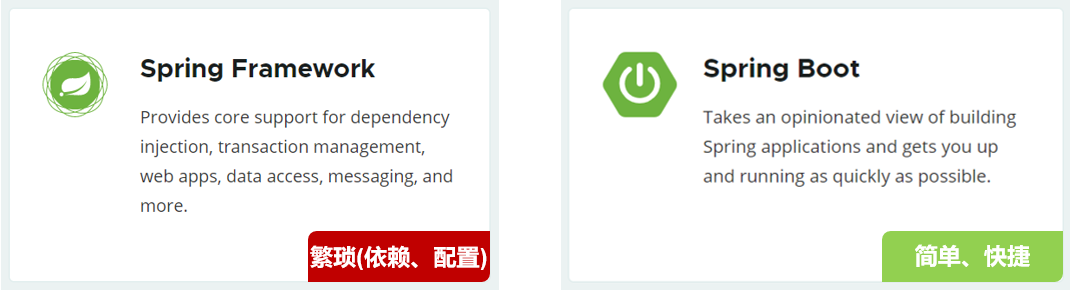 Spring Framework
Provides core support for dependency
injection, transaction management,
web apps, data access, messaging, and
more.
繁琐(依赖、配置)
Spring Boot
Takes an opinionated view of building
Spring applications and gets you up
and running as quickly as possible.
简单、快捷